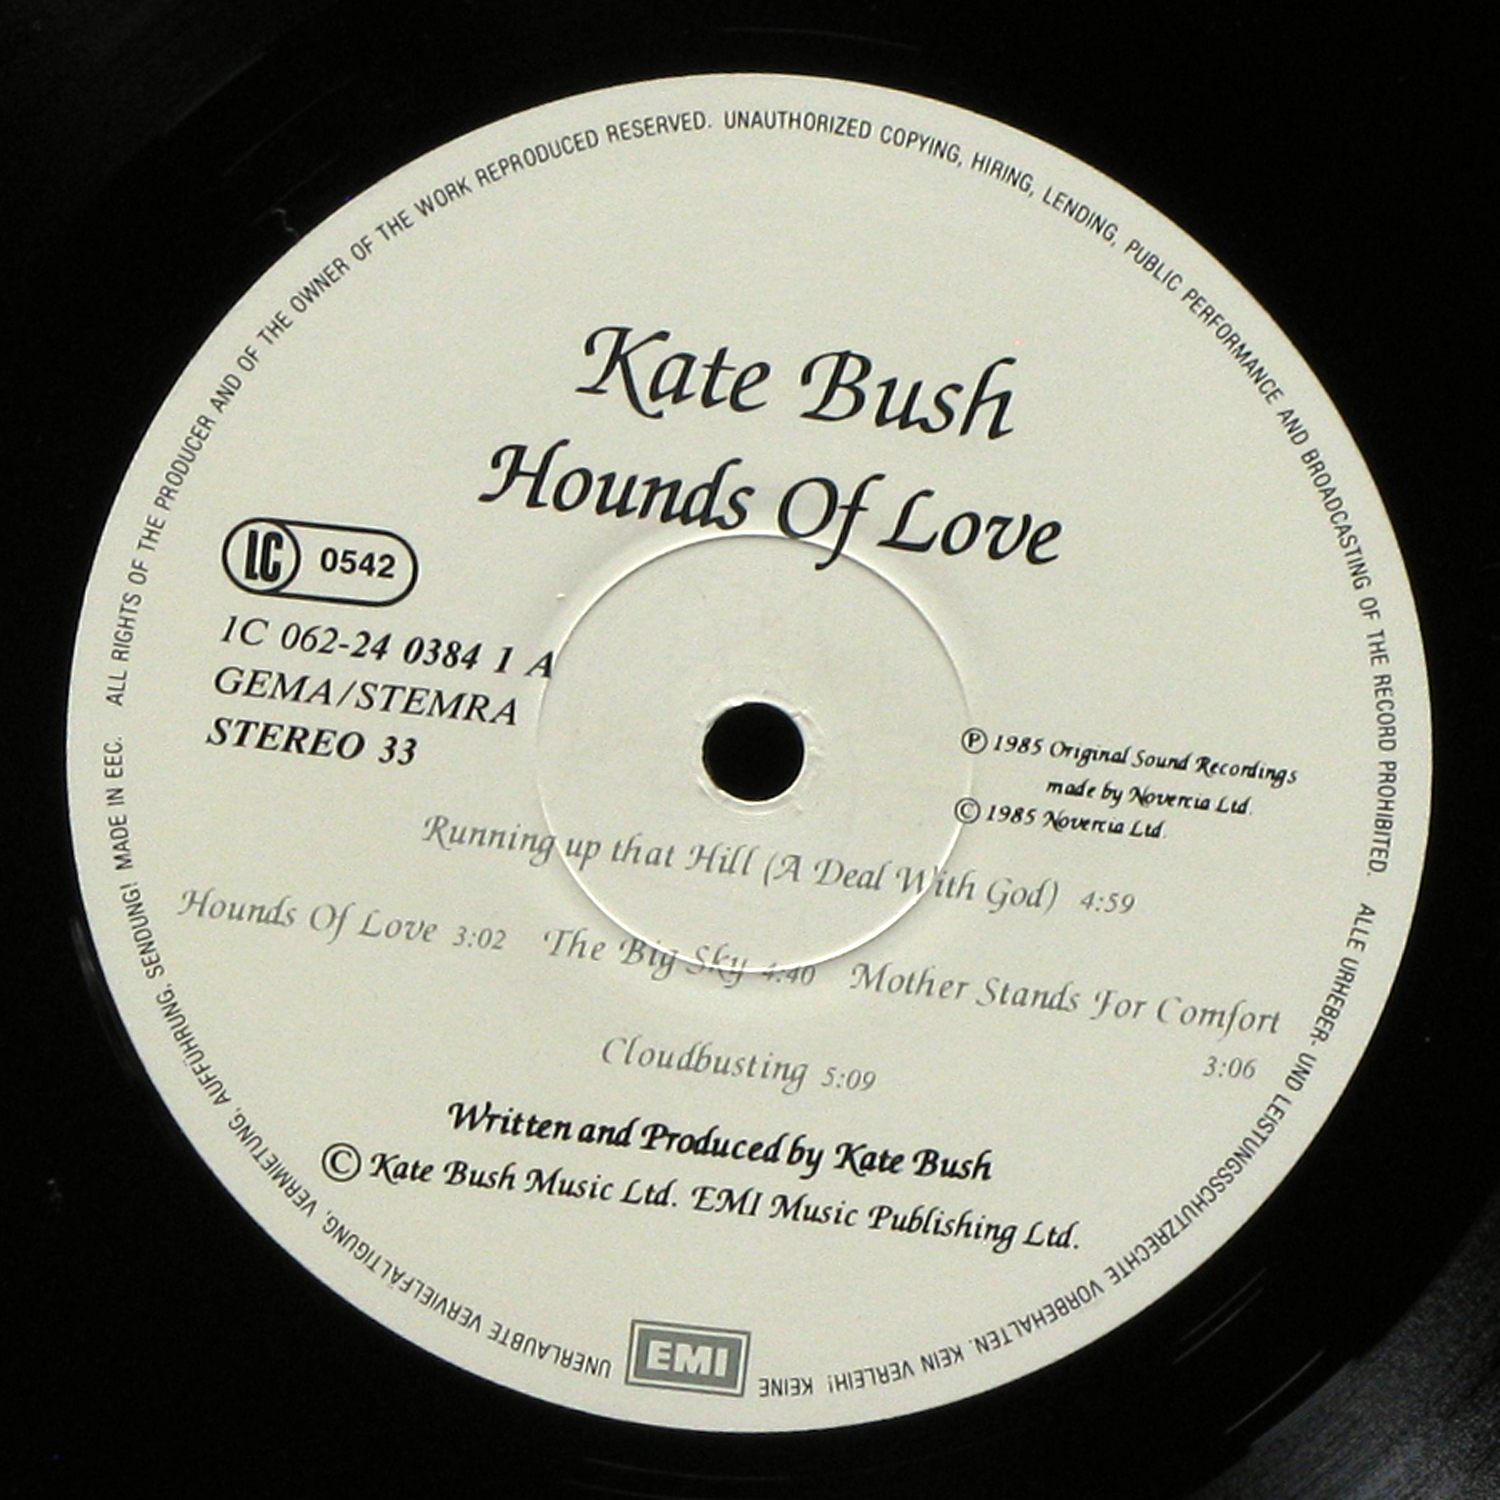 ALL RIGHTS OF THE PRODUCER AND OF THE OWNER OF THE WORK REPRODUCED RESERVED. UNAUTHORIZED COPYING, HIRING, LENDING, PUBLIC PERFORMANCE AND BROADCASTING OF THE RECORD PROHIBITED.
Kate Bush
Hounds Of Love
LC 0542
1C 062-24 0384 1 A
GEMA/STEMRA
STEREO 33
℗ 1985 Original Sound Recordings
made by Novercia Ltd.
© 1985 Novercia Ltd.
Running up that Hill (A Deal With God) 4:59
Hounds Of Love 3:02 The Big Sky 4:40 Mother Stands For Comfort
3:06
Cloudbusting 5:09
Written and Produced by Kate Bush
© Kate Bush Music Ltd. EMI Music Publishing Ltd.
EMI
ALLE URHEBER- UND LEISTUNGSSCHUTZRECHTE VORBEHALTEN. KEIN VERLEIH! KEINE UNERLAUBTE VERVIELFÄLTIGUNG, VERMIETUNG, AUFFÜHRUNG, SENDUNG! MADE IN EEC.